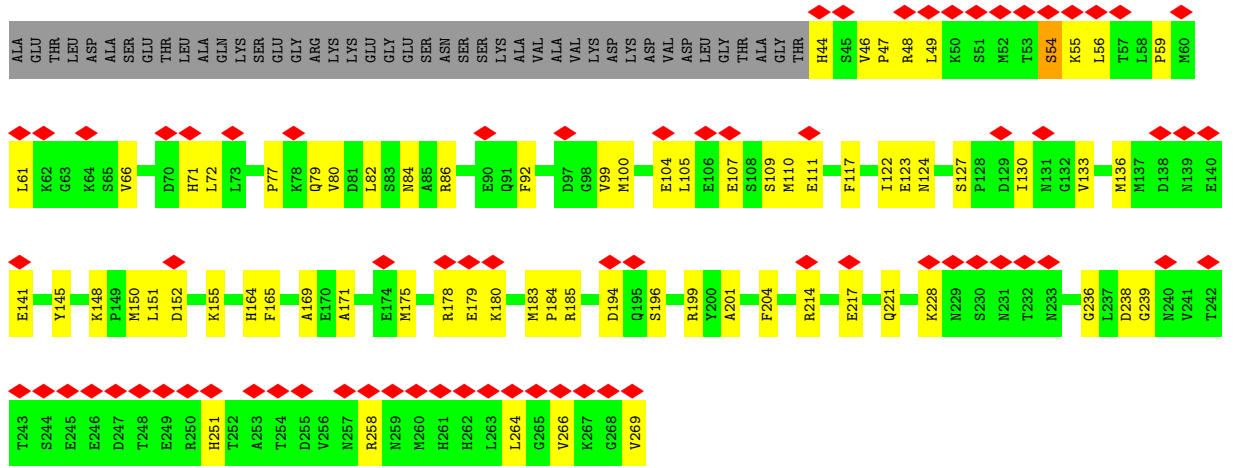 ALA GLU THR LEU ASP ALA SER GLU THR LEU ALA GLN LYS SER GLU GLY ARG LYS LYS GLU GLY GLU SER ASN SER SER LYS ALA VAL ALA VAL LYS ASP LYS ASP VAL ASP LEU GLY THR ALA GLY THR H44 S45 V46 P47 R48 L49 K50 S51 M52 T53 S54 K55 L56 T57 L58 P59 M60
L61 K62 G63 K64 S65 V66 D70 H71 L72 L73 P77 K78 Q79 V80 D81 L82 S83 N84 A85 R86 E90 Q91 F92 D97 G98 V99 M100 E104 L105 E106 E107 S108 S109 M110 E111 F117 I122 E123 N124 S127 P128 D129 I130 N131 G132 V133 M136 M137 D138 N139 E140
E141 Y145 K148 P149 M150 L151 D152 K155 H164 F165 A169 E170 A171 E174 M175 R178 E179 K180 M183 P184 R185 D194 Q195 S196 R199 Y200 A201 F204 R214 E217 Q221 K228 N229 S230 N231 T232 N233 G236 L237 D238 G239 N240 V241 T242
T243 S244 E245 E246 D247 T248 E249 R250 H251 T252 A253 T254 D255 V256 N257 R258 N259 M260 H261 H262 L263 L264 G265 V266 K267 G268 V269